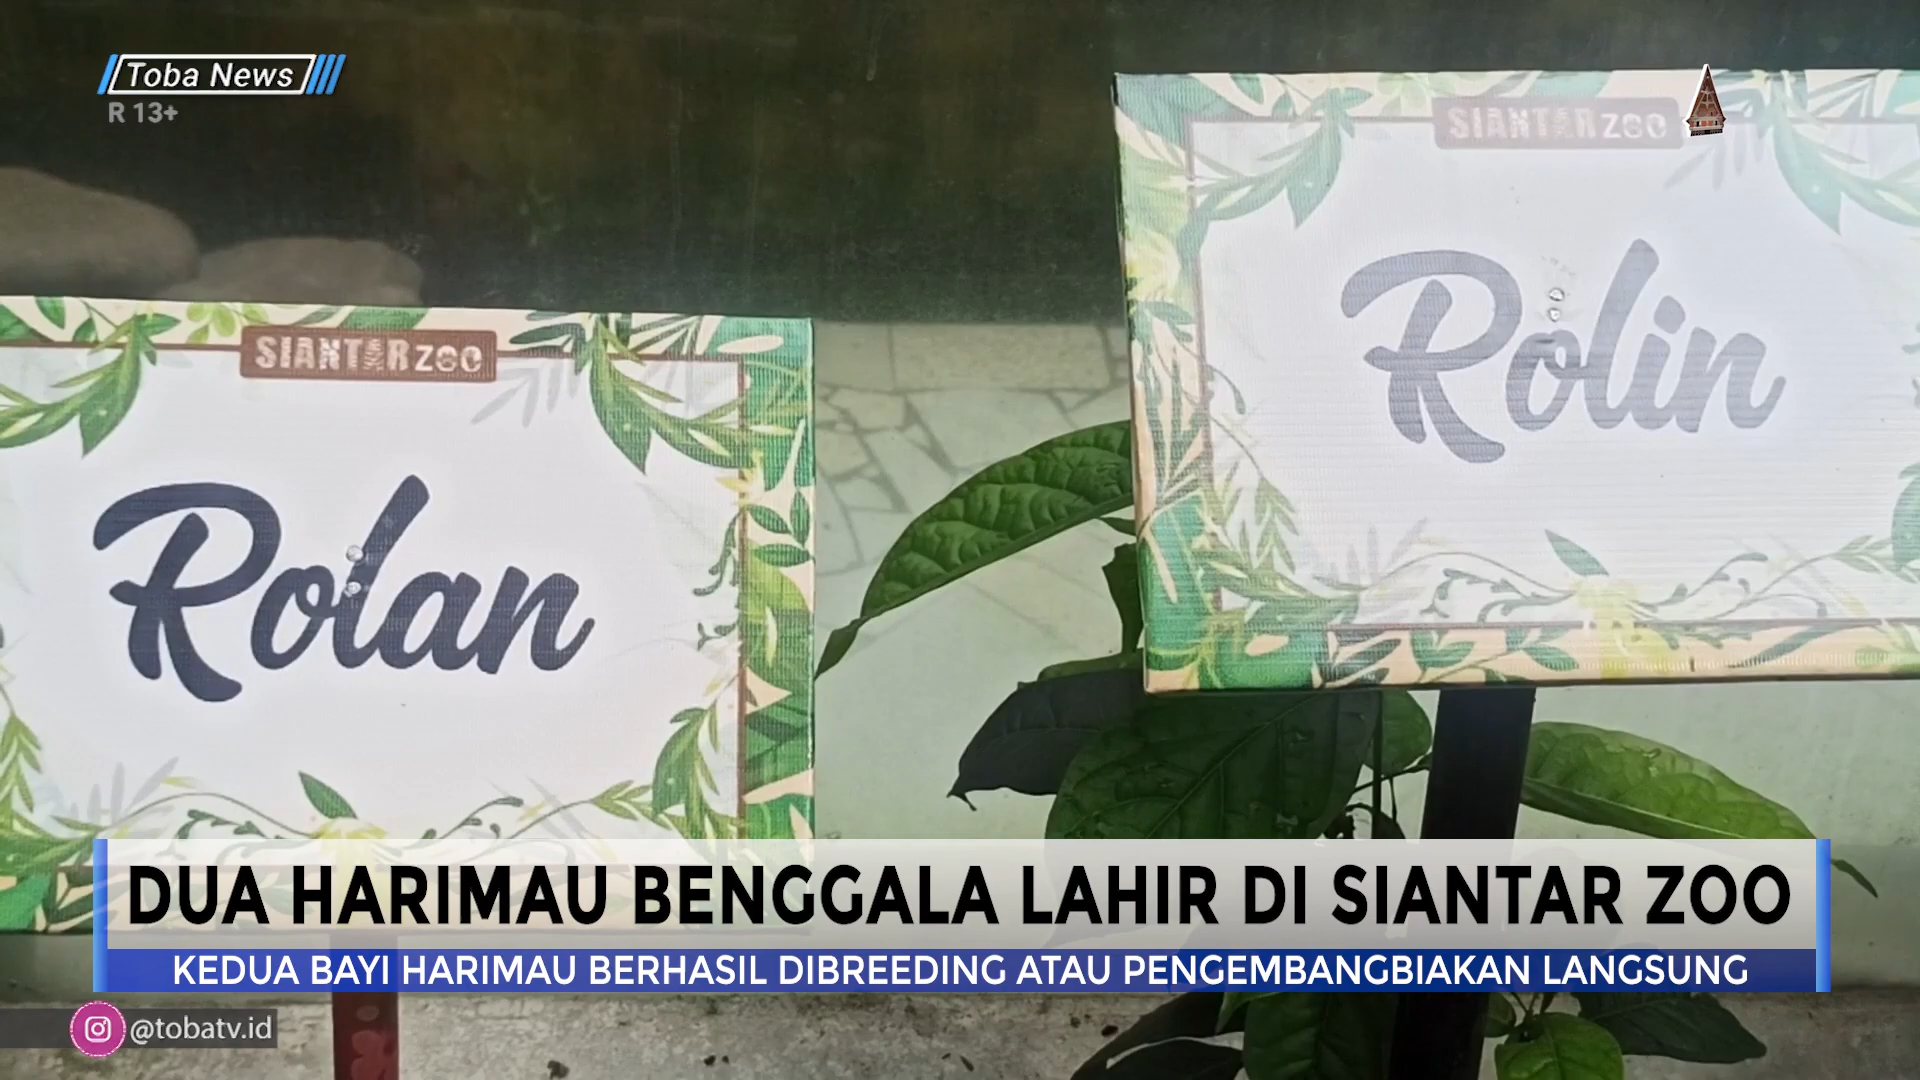 Toba News
R 13+
SIANTAR ZOO
Rolin
SIANTAR ZOO
Rolan
DUA HARIMAU BENGGALA LAHIR DI SIANTAR ZOO
KEDUA BAYI HARIMAU BERHASIL DIBREEDING ATAU PENGEMBANGBIAKAN LANGSUNG
@tobatv.id